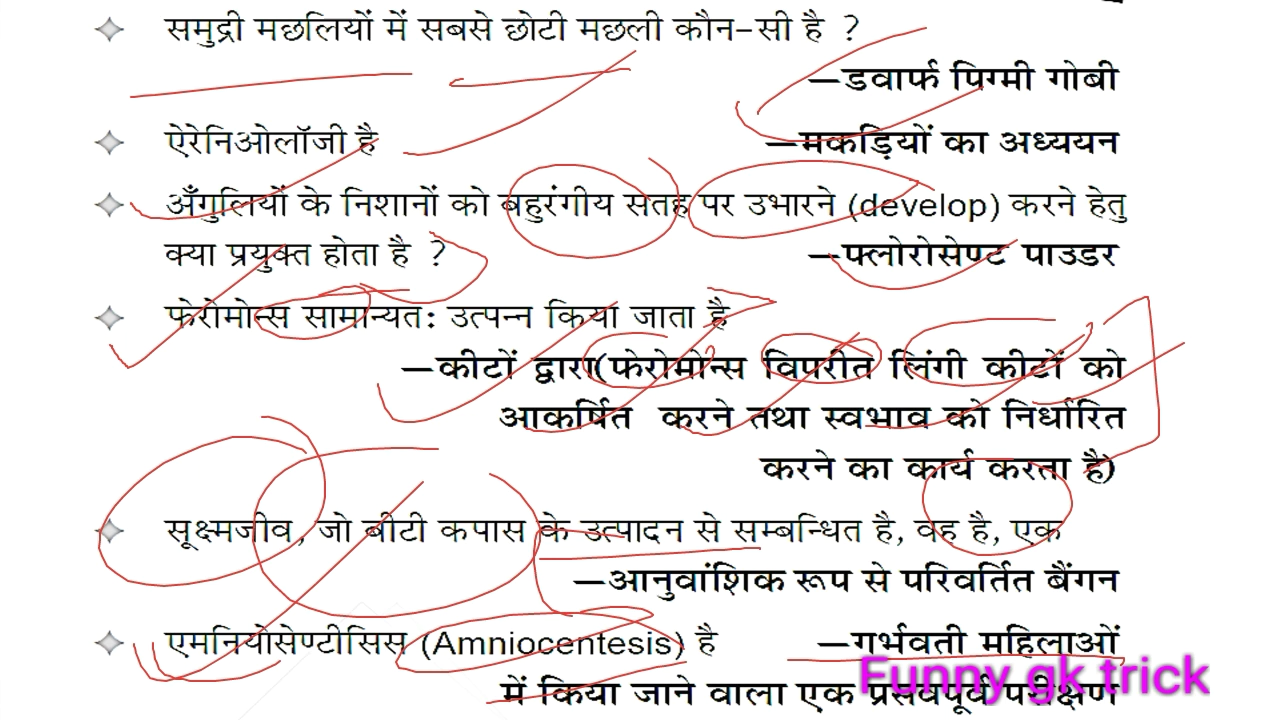 समुद्री मछलियों में सबसे छोटी मछली कौन-सी है ?
—डवार्फ पिग्मी गोबी
ऐरेनिओलॉजी है —मकड़ियों का अध्ययन
अँगुलियों के निशानों को बहुरंगीय सतह पर उभारने (develop) करने हेतु
क्या प्रयुक्त होता है ? —फ्लोरोसेण्ट पाउडर
फेरोमोन्स सामान्यतः उत्पन्न किया जाता है
—कीटों द्वारा(फेरोमोन्स विपरीत लिंगी कीटों को
आकर्षित करने तथा स्वभाव को निर्धारित
करने का कार्य करता है)
सूक्ष्मजीव, जो बीटी कपास के उत्पादन से सम्बन्धित है, वह है, एक
—आनुवांशिक रूप से परिवर्तित बैंगन
एमनियोसेण्टीसिस (Amniocentesis) है —गर्भवती महिलाओं
में किया जाने वाला एक प्रसवपूर्व परीक्षण
Funny gk trick